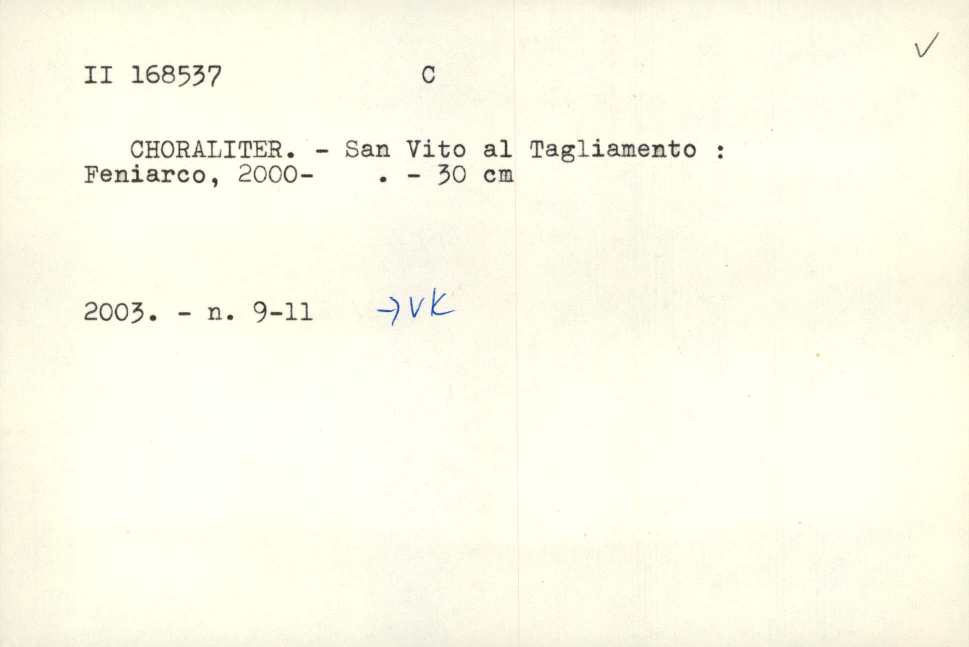 II 168537 C ✓
CHORALITER. - San Vito al Tagliamento :
Feniarco, 2000- . - 30 cm
2003. - n. 9-11 → VK